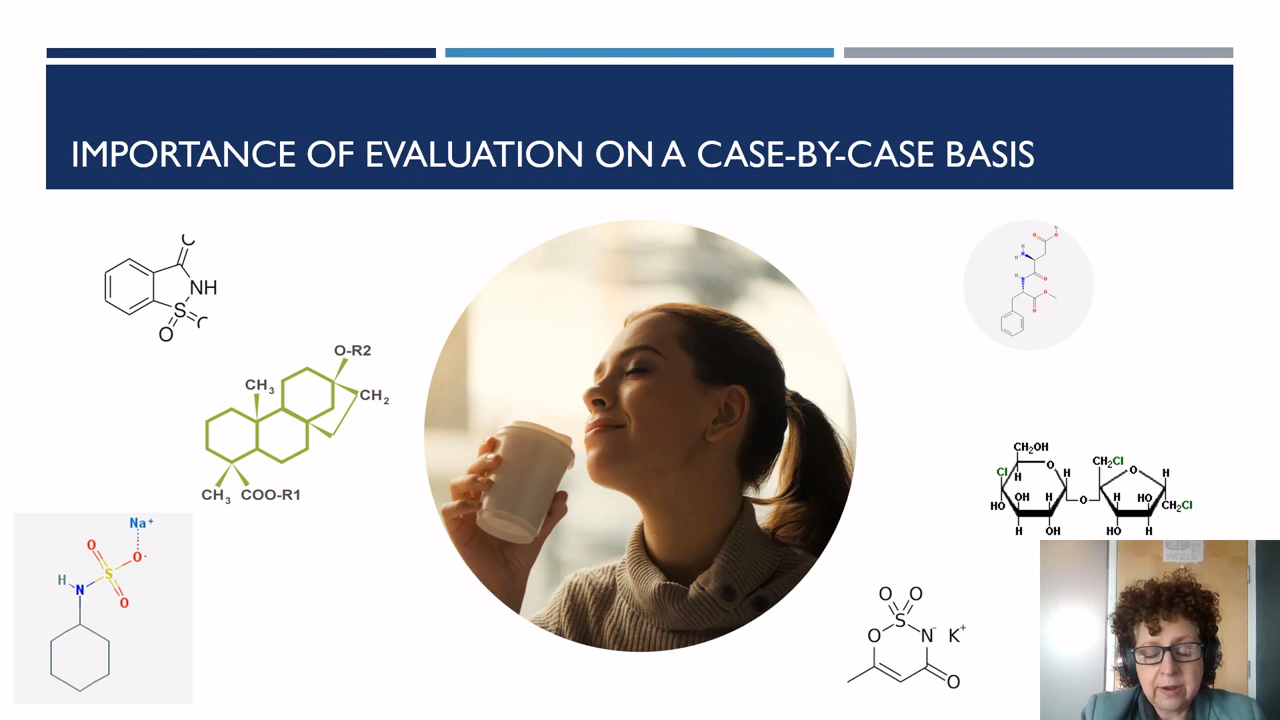 IMPORTANCE OF EVALUATION ON A CASE-BY-CASE BASIS
NH
S
O
O-R2
CH3
CH2
CH3 COO-R1
Na+
O
O-
H
N
S
O
H
N
O
O
H
N
O
O
O
CH2OH
Cl
H
O
H
OH
H
HO
H
OH
O
CH2Cl
O
H
H
HO
CH2Cl
HO
H
O O
S
O
N- K+
O